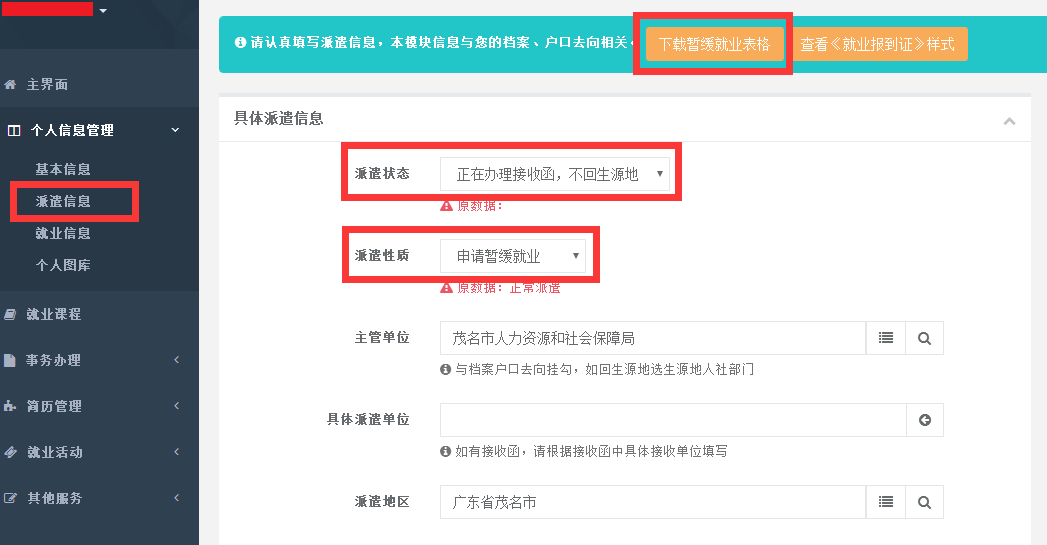 请认真填写派遣信息，本模块信息与您的档案、户口去向相关。
下载暂缓就业表格
查看《就业报到证》样式
主界面
个人信息管理
基本信息
派遣信息
就业信息
个人图库
就业课程
事务办理
简历管理
就业活动
其他服务
具体派遣信息
派遣状态
正在办理接收函，不回生源地
原数据：
派遣性质
申请暂缓就业
原数据：正常派遣
主管单位
茂名市人力资源和社会保障局
与档案户口去向挂勾，如回生源地选生源地人社部门
具体派遣单位
如有接收函，请根据接收函中具体接收单位填写
派遣地区
广东省茂名市